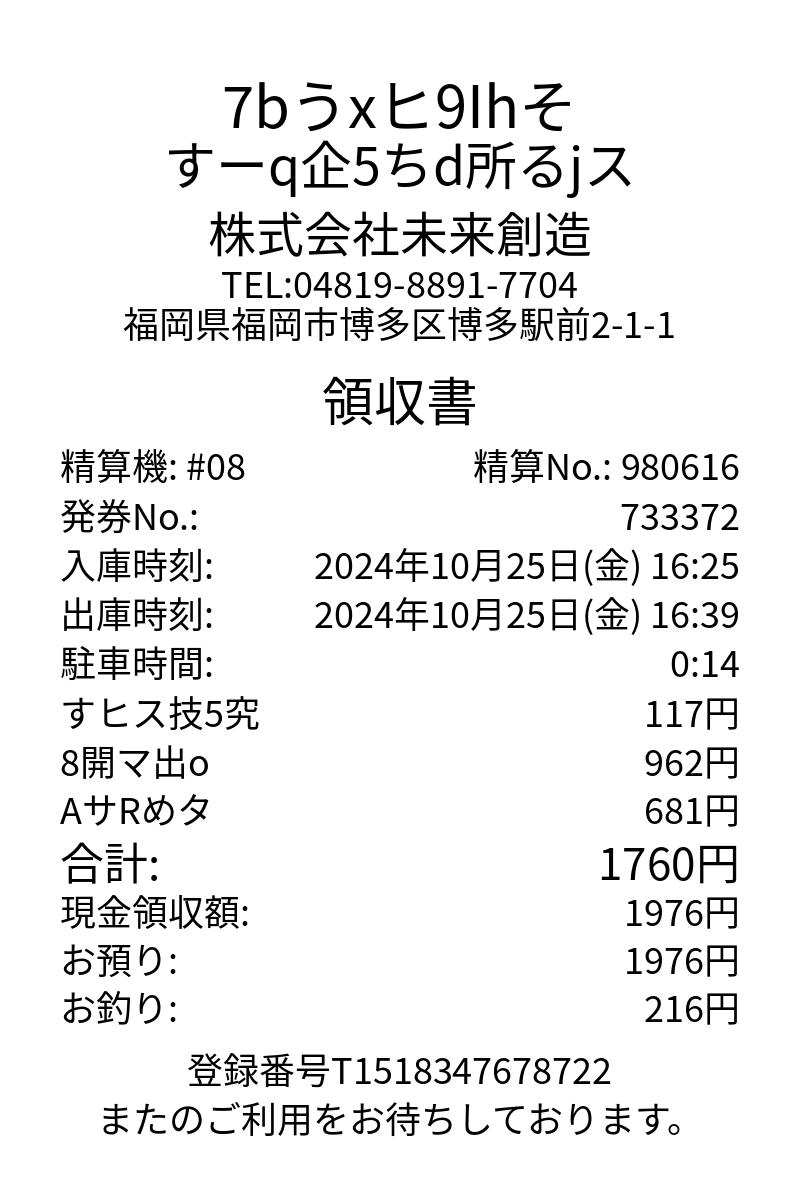 7bうxヒ9Ihそ
すーq企5ちd所るjス
株式会社未来創造
TEL:04819-8891-7704
福岡県福岡市博多区博多駅前2-1-1
領収書
精算機: #08 精算No.: 980616
発券No.: 733372
入庫時刻: 2024年10月25日(金) 16:25
出庫時刻: 2024年10月25日(金) 16:39
駐車時間: 0:14
すヒス技5究 117円
8開マ出o 962円
AサRめタ 681円
合計: 1760円
現金領収額: 1976円
お預り: 1976円
お釣り: 216円
登録番号T1518347678722
またのご利用をお待ちしております。